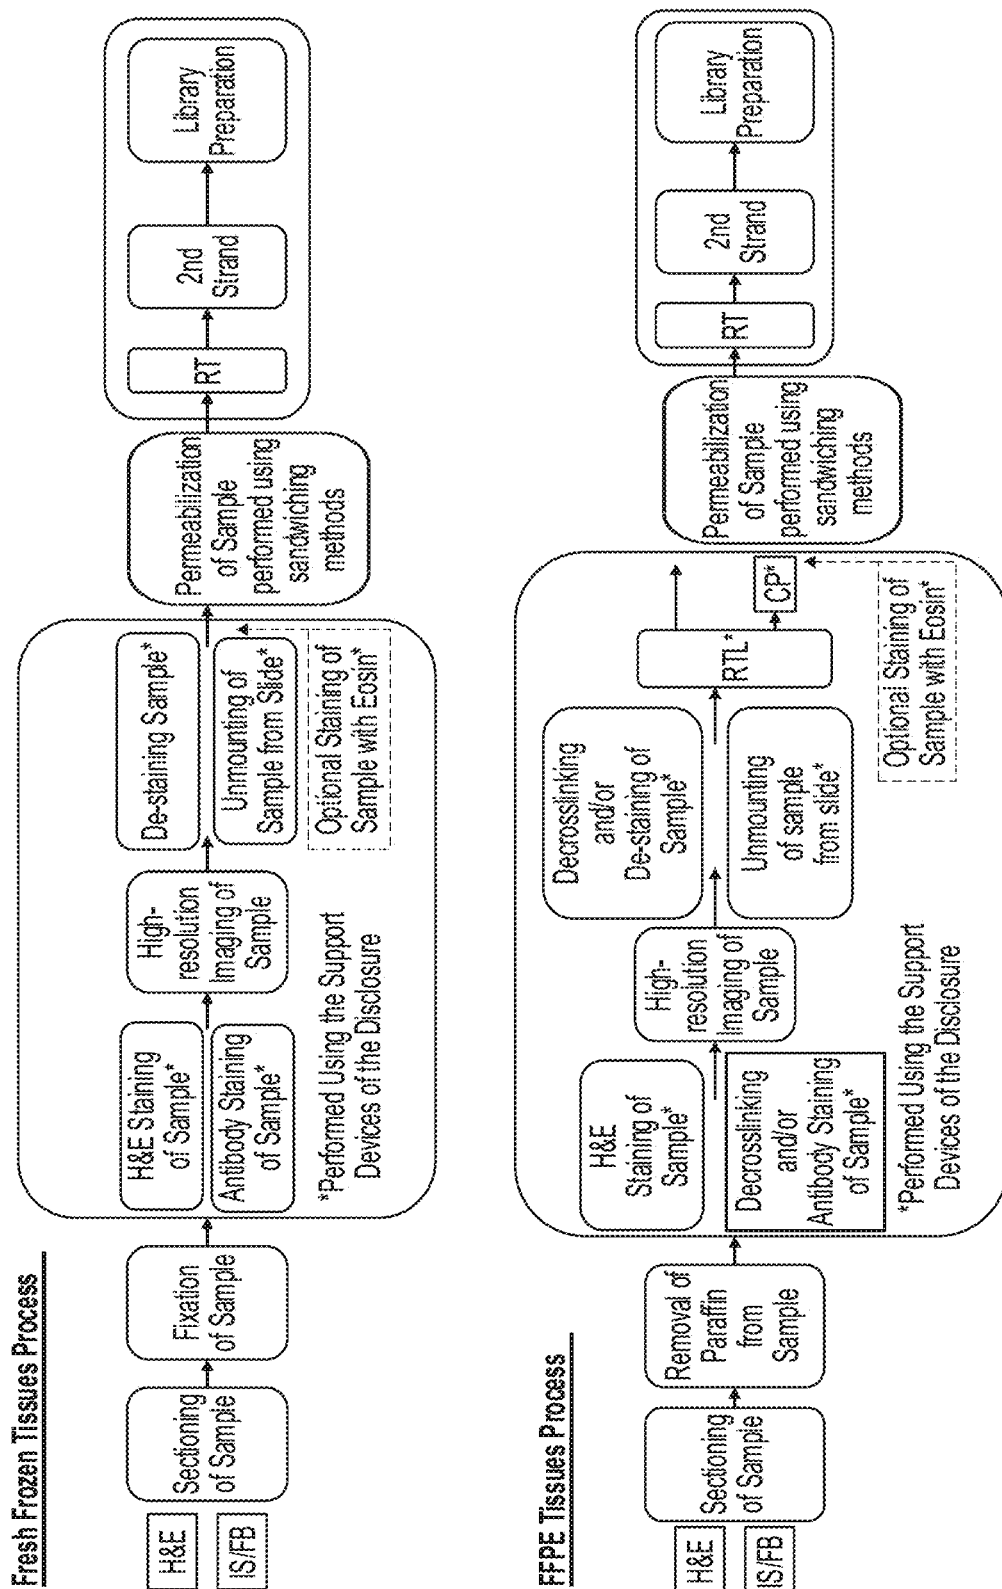 Fresh Frozen Tissues Process
H&E
IS/FB
Sectioning
of Sample
Fixation
of Sample
H&E Staining
of Sample*
Antibody Staining
of Sample*
High-
resolution
Imaging of
Sample
De-staining Sample*
Unmounting of
Sample from Slide*
Optional Staining of
Sample with Eosin*
*Performed Using the Support
Devices of the Disclosure
Permeabilization
of Sample
performed using
sandwiching
methods
RT
2nd
Strand
Library
Preparation
FFPE Tissues Process
H&E
IS/FB
Sectioning
of Sample
Removal of
Paraffin
from
Sample
H&E
Staining of
Sample*
Decrosslinking
and/or
Antibody Staining
of Sample*
High-
resolution
Imaging of
Sample
Decrosslinking
and/or
De-staining of
Sample*
Unmounting
of sample
from slide*
RTL*
CP*
Optional Staining of
Sample with Eosin*
*Performed Using the Support
Devices of the Disclosure
Permeabilization
of Sample
performed using
sandwiching
methods
RT
2nd
Strand
Library
Preparation